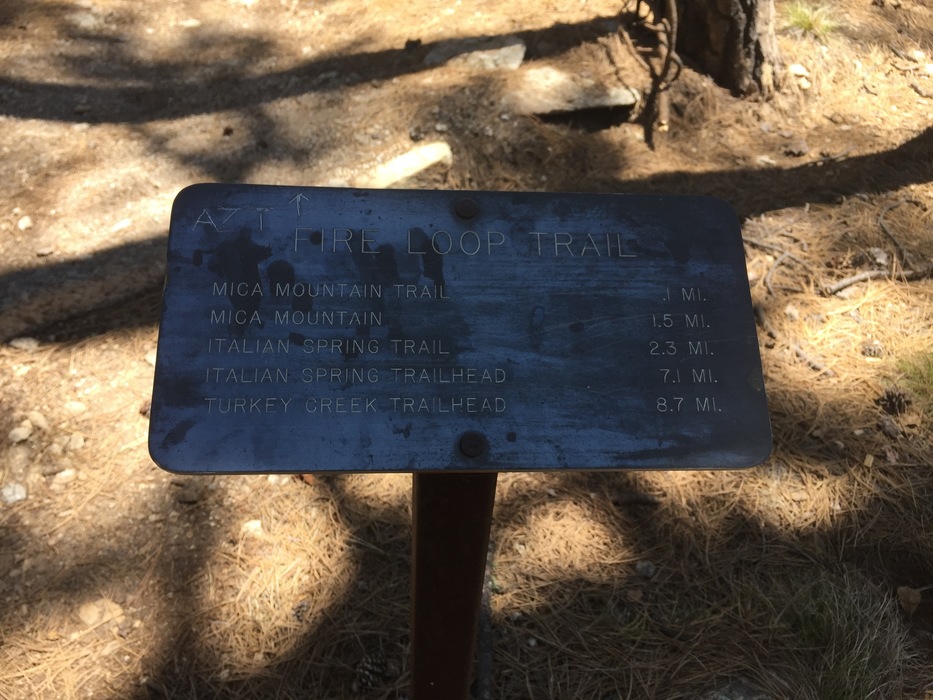 AZT ↑
FIRE LOOP TRAIL
MICA MOUNTAIN TRAIL .1 MI.
MICA MOUNTAIN 1.5 MI.
ITALIAN SPRING TRAIL 2.3 MI.
ITALIAN SPRING TRAILHEAD 7.1 MI.
TURKEY CREEK TRAILHEAD 8.7 MI.